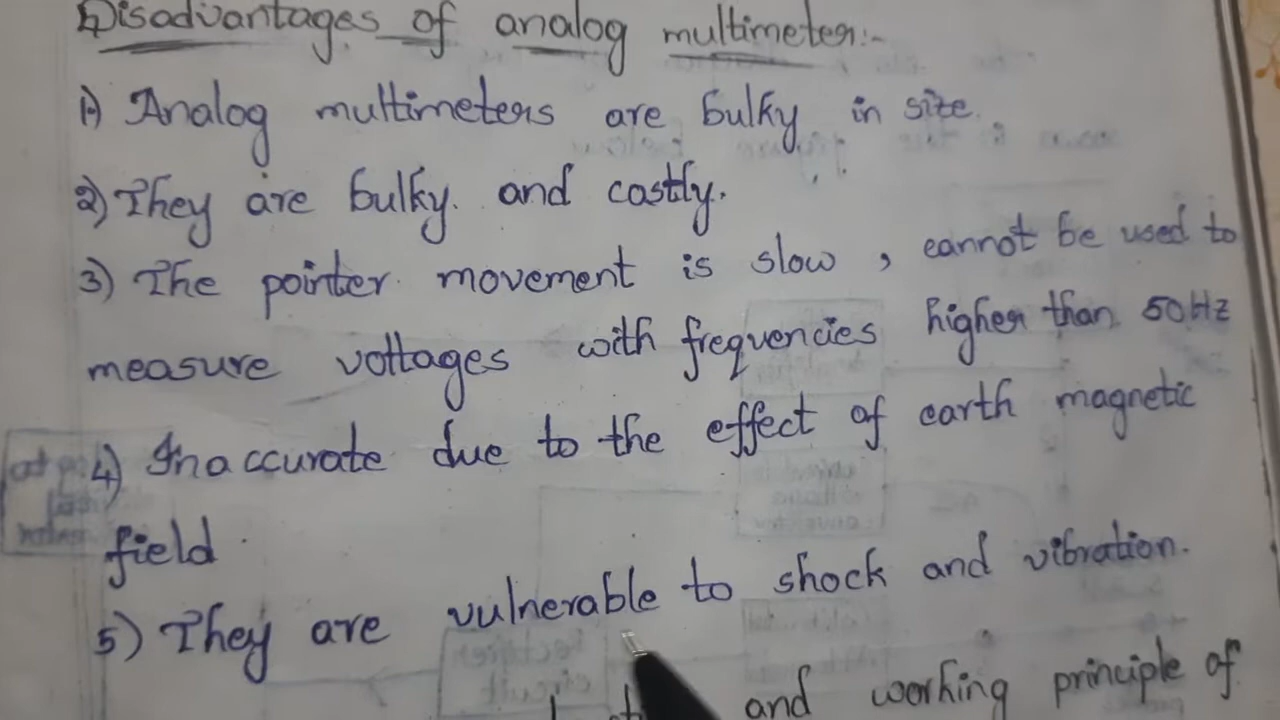 Disadvantages of analog multimeter:-
1) Analog multimeters are bulky in size.
2) They are bulky. and costly.
3) The pointer movement is slow, cannot be used to
measure voltages with frequencies higher than 50Hz
4) Inaccurate due to the effect of earth magnetic
field
5) They are vulnerable to shock and vibration.
and working principle of